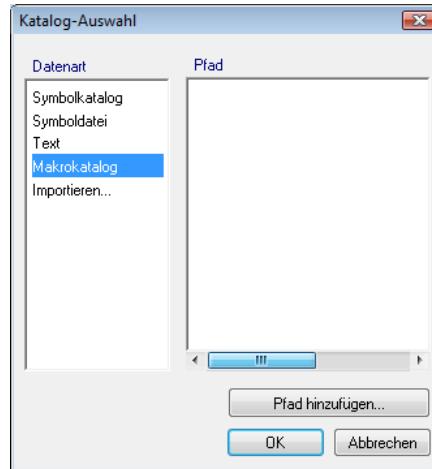 Katalog-Auswahl
Datenart
Pfad
Symbolkatalog
Symboldatei
Text
Makrokatalog
Importieren...
Pfad hinzufügen...
OK
Abbrechen